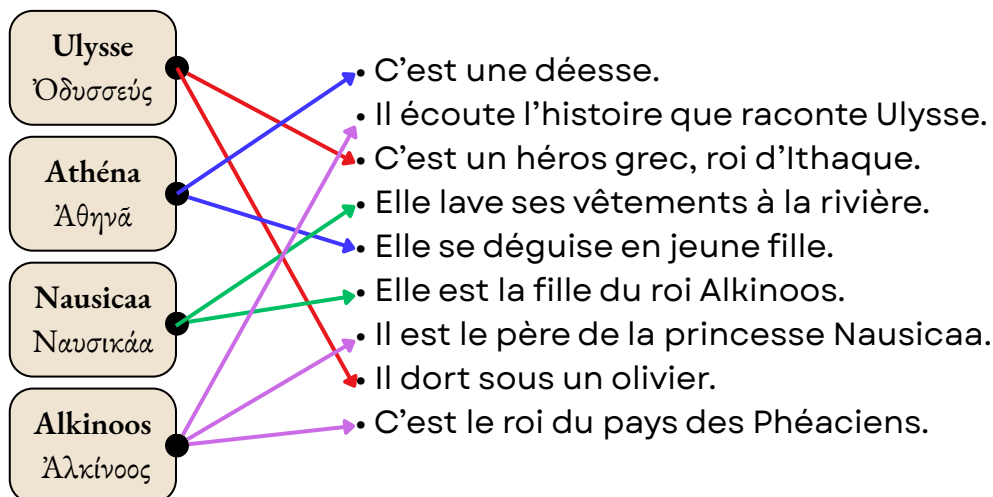 Ulysse
Ὀδυσσεύς
Athéna
Ἀθηνᾶ
Nausicaa
Ναυσικάα
Alkinoos
Ἀλκίνοος
• C’est une déesse.
• Il écoute l’histoire que raconte Ulysse.
• C’est un héros grec, roi d’Ithaque.
• Elle lave ses vêtements à la rivière.
• Elle se déguise en jeune fille.
• Elle est la fille du roi Alkinoos.
• Il est le père de la princesse Nausicaa.
• Il dort sous un olivier.
• C’est le roi du pays des Phéaciens.